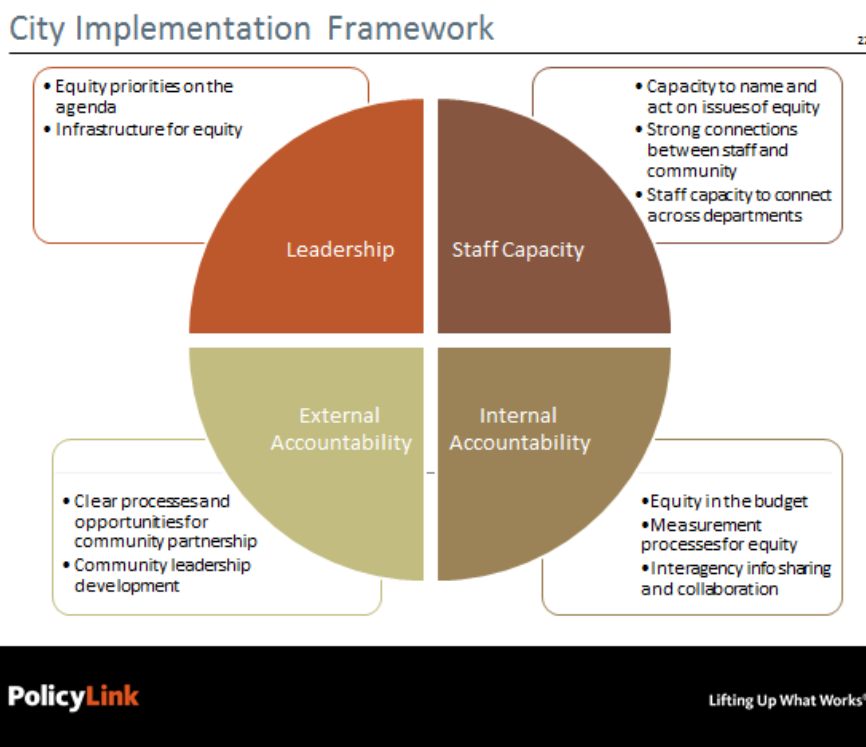 City Implementation Framework
• Equity priorities on the
agenda
• Infrastructure for equity
• Capacity to name and
act on issues of equity
• Strong connections
between staff and
community
• Staff capacity to connect
across departments
Leadership
Staff Capacity
External
Accountability
Internal
Accountability
• Clear processes and
opportunities for
community partnership
• Community leadership
development
•Equity in the budget
•Measurement
processes for equity
•Interagency info sharing
and collaboration
PolicyLink
Lifting Up What Works®